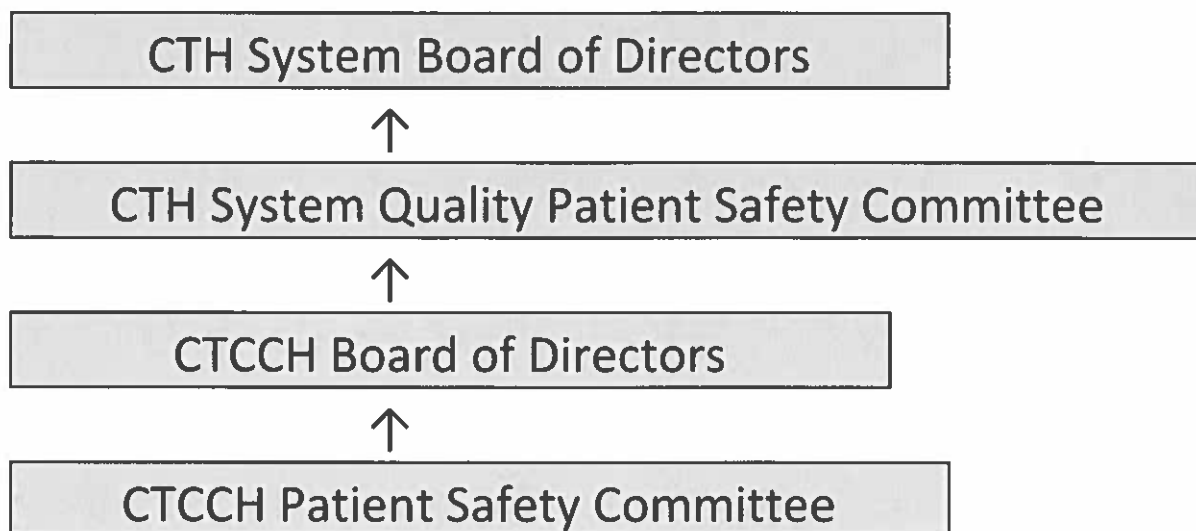 CTH System Board of Directors
↑
CTH System Quality Patient Safety Committee
↑
CTCCH Board of Directors
↑
CTCCH Patient Safety Committee